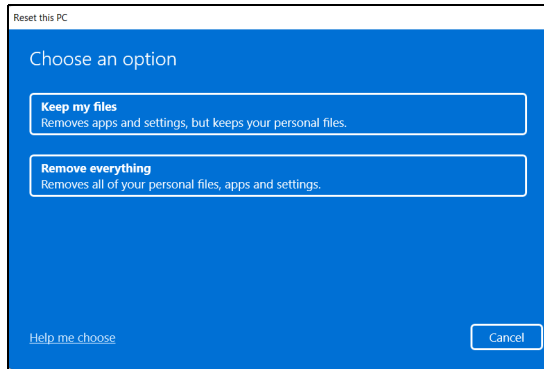 Reset this PC
Choose an option
Keep my files
Removes apps and settings, but keeps your personal files.
Remove everything
Removes all of your personal files, apps and settings.
Help me choose
Cancel